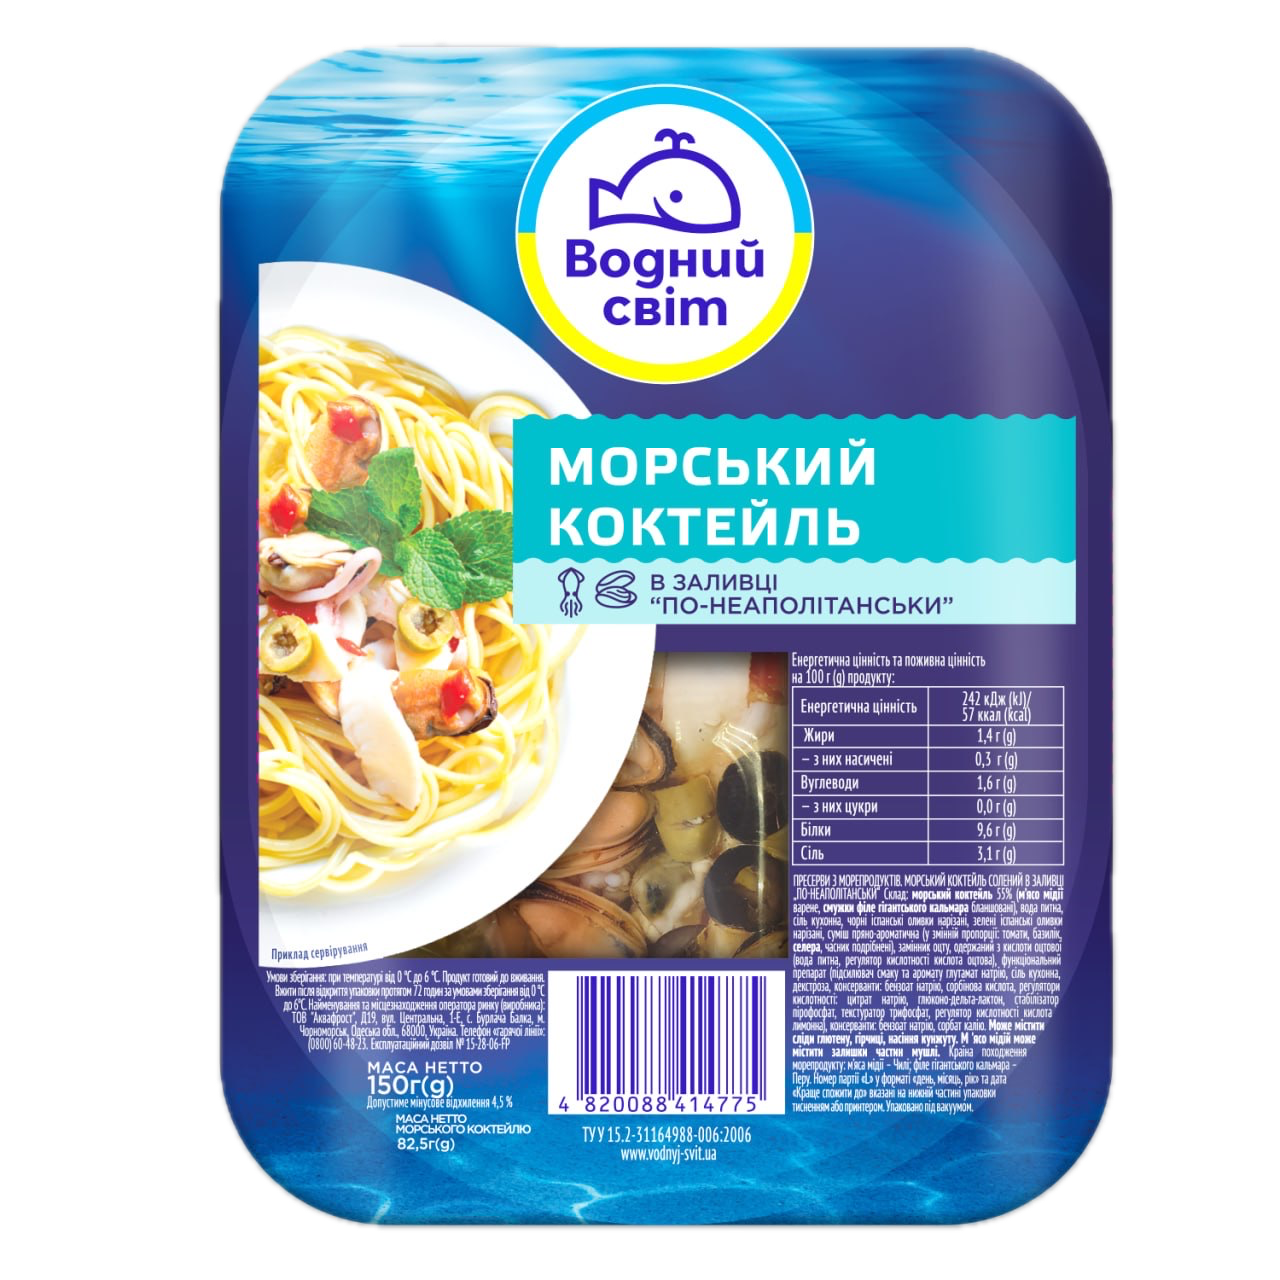 Водний
світ
МОРСЬКИЙ
КОКТЕЙЛЬ
В ЗАЛИВЦІ
“ПО-НЕАПОЛІТАНСЬКИ”
Енергетична цінність та поживна цінність
на 100 г (g) продукту:
Енергетична цінність 242 кДж (kJ)/
57 ккал (kcal)
Жири 1,4 г (g)
– з них насичені 0,3 г (g)
Вуглеводи 1,6 г (g)
– з них цукри 0,0 г (g)
Білки 9,6 г (g)
Сіль 3,1 г (g)
ПРЕСЕРВИ З МОРЕПРОДУКТІВ. МОРСЬКИЙ КОКТЕЙЛЬ СОЛЕНИЙ В ЗАЛИВЦІ
„ПО-НЕАПОЛІТАНСЬКИ” Склад: морський коктейль 55% (м'ясо мідії
варене, смужки філе гігантського кальмара бланшовані), вода питна,
сіль кухонна, чорні іспанські оливки нарізані, зелені іспанські оливки
нарізані, суміш пряно-ароматична (у змінній пропорції: томати, базилік,
селера, часник подрібнені), замінник оцту, одержаний з кислоти оцтової
(вода питна, регулятор кислотності кислота оцтова), функціональний
препарат (підсилювач смаку та аромату глутамат натрію, сіль кухонна,
декстроза, консерванти: бензоат натрію, сорбінова кислота, регулятори
кислотності: цитрат натрію, глюконо-дельта-лактон, стабілізатор
пірофосфат, текстуратор трифосфат, регулятор кислотності кислота
лимонна), консерванти: бензоат натрію, сорбат калію. Може містити
сліди глютену, гірчиці, насіння кунжуту. М 'ясо мідій може
містити залишки частин мушлі. Країна походження
морепродукту: м'яса мідії – Чилі; філе гігантського кальмара –
Перу. Номер партії «L» у форматі «день, місяць, рік» та дата
«Краще спожити до» вказані на нижній частині упаковки
тисненням або принтером. Упаковано під вакуумом.
Приклад сервірування
Умови зберігання: при температурі від 0 °С до 6 °С. Продукт готовий до вживання.
Вжити після відкриття упаковки протягом 72 годин за умовами зберігання від 0 °С
до 6°С. Найменування та місцезнаходження оператора ринку (виробника):
ТОВ "Аквафрост", Д19, вул. Центральна, 1-Е, с. Бурлача Балка, м.
Чорноморськ, Одеська обл., 68000, Україна. Телефон «гарячої лінії»:
(0800) 60-48-23. Експлуатаційний дозвіл № 15-28-06-FP
МАСА НЕТТО
150г(g)
Допустиме мінусове відхилення 4,5 %
МАСА НЕТТО
МОРСЬКОГО КОКТЕЙЛЮ
82,5г(g)
4 820088 414775
ТУ У 15.2-31164988-006:2006
www.vodnyj-svit.ua